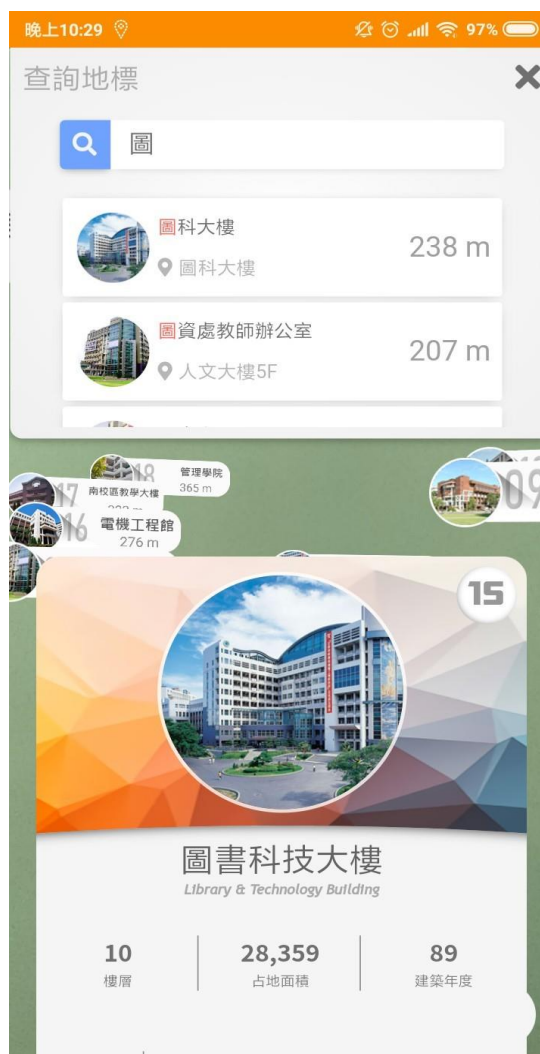 晚上10:29
97%
查詢地標
圖
圖科大樓
圖科大樓
238 m
圖資處教師辦公室
人文大樓5F
207 m
18
管理學院
365 m
17
南校區教學大樓
16
電機工程館
276 m
09
15
圖書科技大樓
Library & Technology Building
10
28,359
89
樓層
占地面積
建築年度